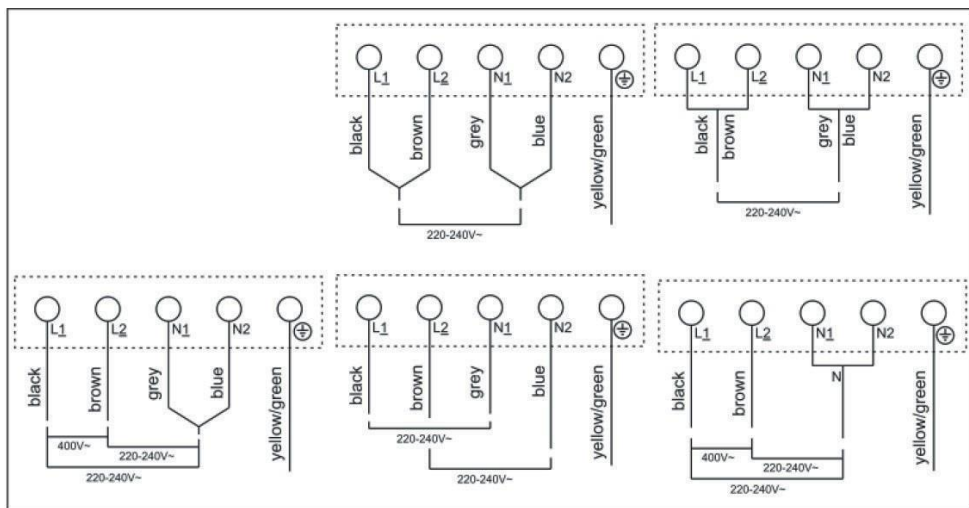 L1 L2 N1 N2
black brown grey blue yellow/green
220-240V~
L1 L2 N1 N2
black brown grey blue yellow/green
220-240V~
L1 L2 N1 N2
black brown grey blue yellow/green
400V~
220-240V~
220-240V~
L1 L2 N1 N2
black brown grey blue yellow/green
220-240V~
220-240V~
L1 L2 N1 N2
N
black brown yellow/green
400V~
220-240V~
220-240V~